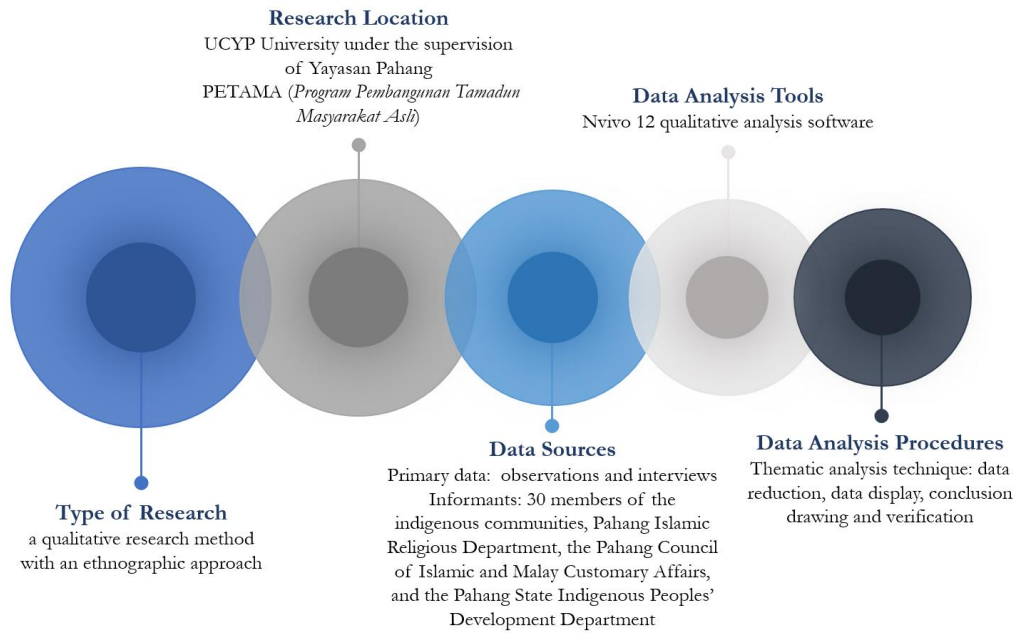 Research Location
UCYP University under the supervision
of Yayasan Pahang
PETAMA (Program Pembangunan Tamadun
Masyarakat Asli)
Data Analysis Tools
Nvivo 12 qualitative analysis software
Type of Research
a qualitative research method
with an ethnographic approach
Data Sources
Primary data: observations and interviews
Informants: 30 members of the
indigenous communities, Pahang Islamic
Religious Department, the Pahang Council
of Islamic and Malay Customary Affairs,
and the Pahang State Indigenous Peoples’
Development Department
Data Analysis Procedures
Thematic analysis technique: data
reduction, data display, conclusion
drawing and verification